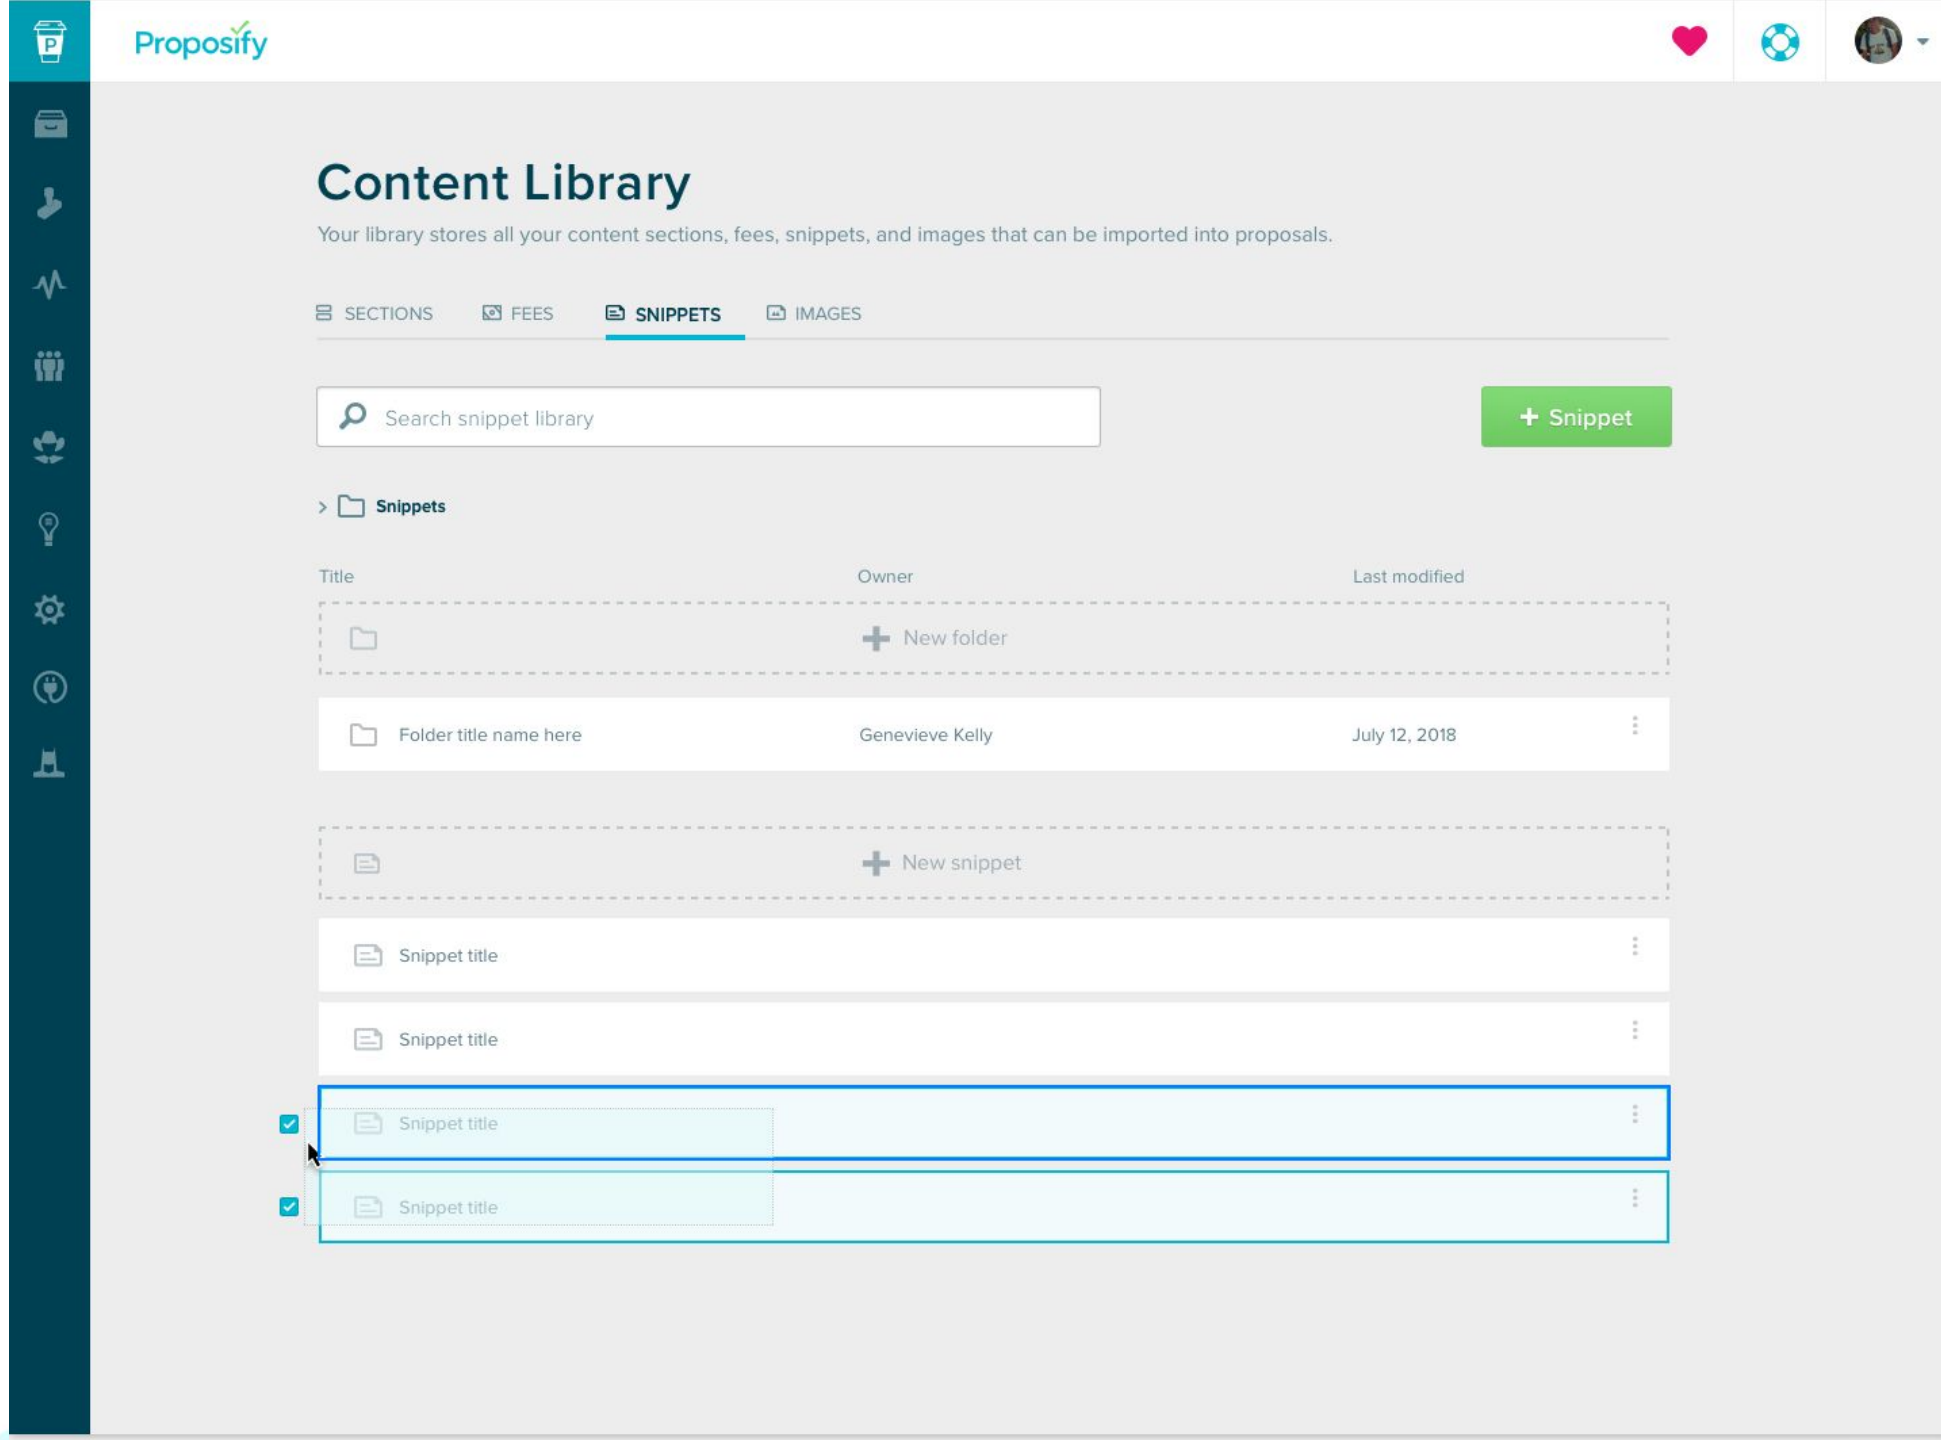 P
Proposify
Content Library
Your library stores all your content sections, fees, snippets, and images that can be imported into proposals.
SECTIONS FEES SNIPPETS IMAGES
Search snippet library
+ Snippet
> Snippets
Title Owner Last modified
+ New folder
Folder title name here Genevieve Kelly July 12, 2018
+ New snippet
Snippet title
Snippet title
Snippet title
Snippet title